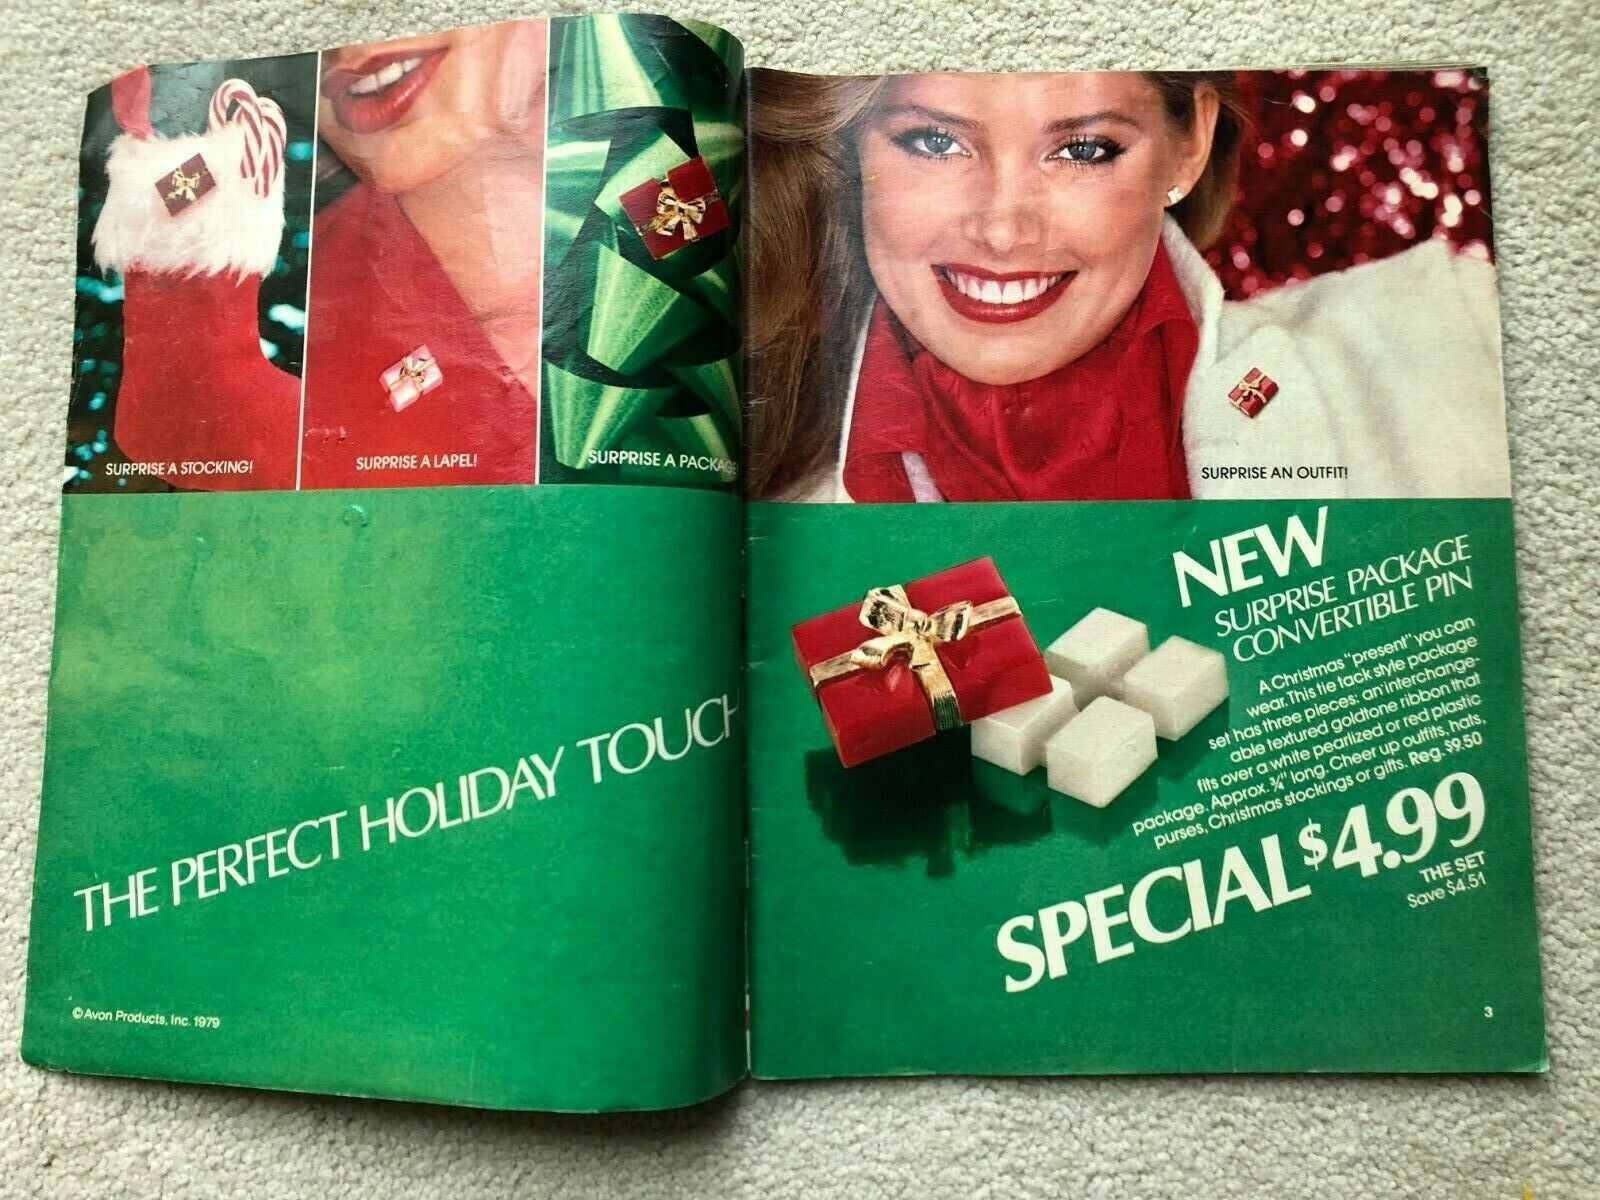 SURPRISE A STOCKING!
SURPRISE A LAPEL!
SURPRISE A PACKAGE
THE PERFECT HOLIDAY TOUCH
© Avon Products, Inc. 1979
SURPRISE AN OUTFIT!
NEW
SURPRISE PACKAGE
CONVERTIBLE PIN
A Christmas "present" you can
wear. This tie tack style package
set has three pieces: an interchange-
able textured goldtone ribbon that
fits over a white pearlized or red plastic
package. Approx. ¾" long. Cheer up outfits, hats,
purses, Christmas stockings or gifts. Reg. $9.50
SPECIAL $4.99
THE SET
Save $4.51
3